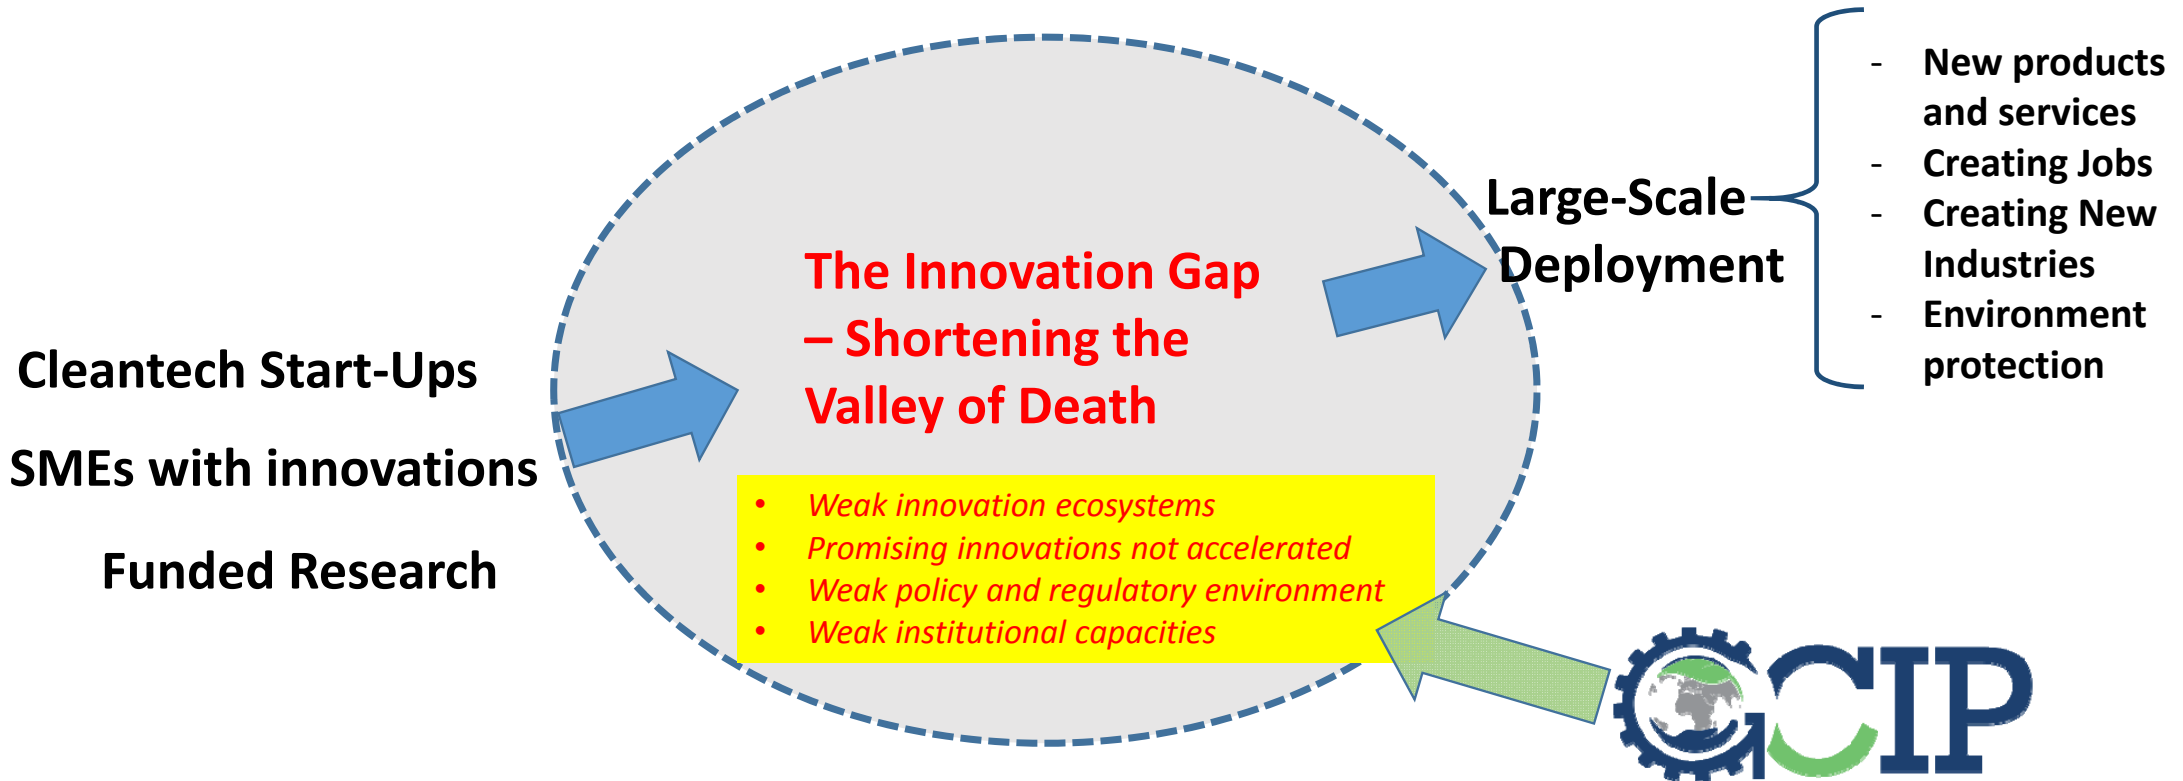 Cleantech Start-Ups
SMEs with innovations
Funded Research
The Innovation Gap
– Shortening the
Valley of Death
• Weak innovation ecosystems
• Promising innovations not accelerated
• Weak policy and regulatory environment
• Weak institutional capacities
Large-Scale
Deployment
- New products
and services
- Creating Jobs
- Creating New
Industries
- Environment
protection
GCIP